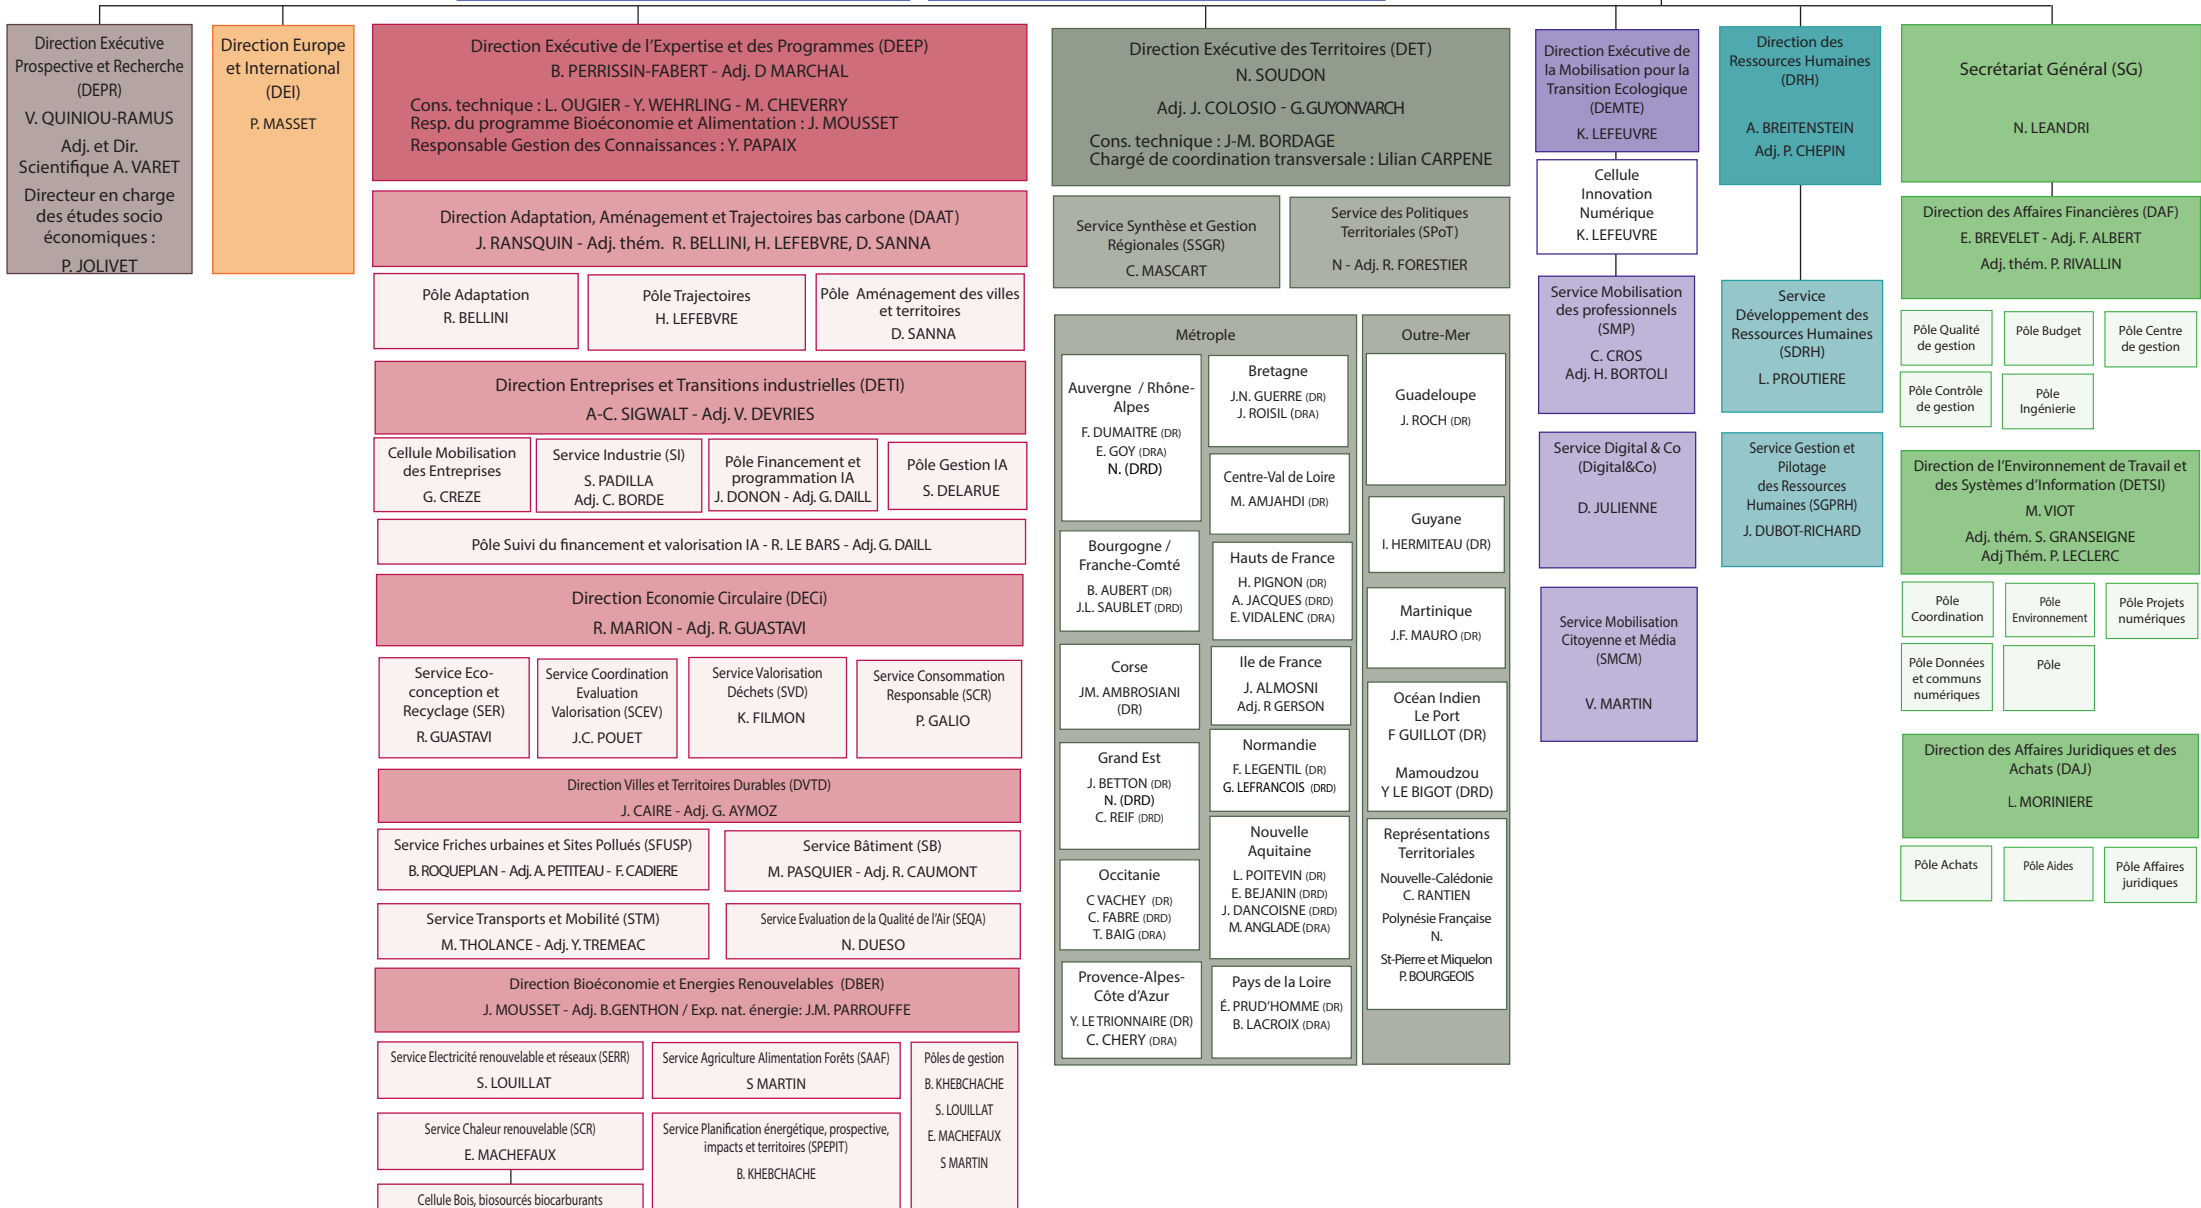 Direction Exécutive
Prospective et Recherche
(DEPR)
V. QUINIOU-RAMUS
Adj. et Dir.
Scientifique A. VARET
Directeur en charge
des études socio
économiques :
P. JOLIVET
Direction Europe
et International
(DEI)
P. MASSET
Direction Exécutive de l'Expertise et des Programmes (DEEP)
B. PERRISSIN-FABERT - Adj. D MARCHAL
Cons. technique : L. OUGIER - Y. WEHRLING - M. CHEVERRY
Resp. du programme Bioéconomie et Alimentation : J. MOUSSET
Responsable Gestion des Connaissances : Y. PAPAIX
Direction Adaptation, Aménagement et Trajectoires bas carbone (DAAT)
J. RANSQUIN - Adj. thém. R. BELLINI, H. LEFEBVRE, D. SANNA
Pôle Adaptation
R. BELLINI
Pôle Trajectoires
H. LEFEBVRE
Pôle Aménagement des villes
et territoires
D. SANNA
Direction Entreprises et Transitions industrielles (DETI)
A-C. SIGWALT - Adj. V. DEVRIES
Cellule Mobilisation
des Entreprises
G. CREZE
Service Industrie (SI)
S. PADILLA
Adj. C. BORDE
Pôle Financement et
programmation IA
J. DONON - Adj. G. DAILL
Pôle Gestion IA
S. DELARUE
Pôle Suivi du financement et valorisation IA - R. LE BARS - Adj. G. DAILL
Direction Economie Circulaire (DECi)
R. MARION - Adj. R. GUASTAVI
Service Eco-
conception et
Recyclage (SER)
R. GUASTAVI
Service Coordination
Evaluation
Valorisation (SCEV)
J.C. POUET
Service Valorisation
Déchets (SVD)
K. FILMON
Service Consommation
Responsable (SCR)
P. GALIO
Direction Villes et Territoires Durables (DVTD)
J. CAIRE - Adj. G. AYMOZ
Service Friches urbaines et Sites Pollués (SFUSP)
B. ROQUEPLAN - Adj. A. PETITEAU - F. CADIERE
Service Bâtiment (SB)
M. PASQUIER - Adj. R. CAUMONT
Service Transports et Mobilité (STM)
M. THOLANCE - Adj. Y. TREMEAC
Service Evaluation de la Qualité de l'Air (SEQA)
N. DUESO
Direction Bioéconomie et Energies Renouvelables (DBER)
J. MOUSSET - Adj. B.GENTHON / Exp. nat. énergie: J.M. PARROUFFE
Service Electricité renouvelable et réseaux (SERR)
S. LOUILLAT
Service Agriculture Alimentation Forêts (SAAF)
S MARTIN
Pôles de gestion
B. KHEBCHACHE
S. LOUILLAT
E. MACHEFAUX
S MARTIN
Service Chaleur renouvelable (SCR)
E. MACHEFAUX
Service Planification énergétique, prospective,
impacts et territoires (SPEPIT)
B. KHEBCHACHE
Cellule Bois, biosourcés biocarburants
Direction Exécutive des Territoires (DET)
N. SOUDON
Adj. J. COLOSIO - G. GUYONVARCH
Cons. technique : J-M. BORDAGE
Chargé de coordination transversale : Lilian CARPENE
Service Synthèse et Gestion
Régionales (SSGR)
C. MASCART
Service des Politiques
Territoriales (SPoT)
N - Adj. R. FORESTIER
Métrople
Auvergne / Rhône-
Alpes
F. DUMAITRE (DR)
E. GOY (DRA)
N. (DRD)
Bourgogne /
Franche-Comté
B. AUBERT (DR)
J.L. SAUBLET (DRD)
Corse
JM. AMBROSIANI
(DR)
Grand Est
J. BETTON (DR)
N. (DRD)
C. REIF (DRD)
Occitanie
C VACHEY (DR)
C. FABRE (DRD)
T. BAIG (DRA)
Provence-Alpes-
Côte d'Azur
Y. LE TRIONNAIRE (DR)
C. CHERY (DRA)
Bretagne
J.N. GUERRE (DR)
J. ROISIL (DRA)
Centre-Val de Loire
M. AMJAHDI (DR)
Hauts de France
H. PIGNON (DR)
A. JACQUES (DRD)
E. VIDALENC (DRA)
Ile de France
J. ALMOSNI
Adj. R GERSON
Normandie
F. LEGENTIL (DR)
G. LEFRANCOIS (DRD)
Nouvelle
Aquitaine
L. POITEVIN (DR)
E. BEJANIN (DRD)
J. DANCOISNE (DRD)
M. ANGLADE (DRA)
Pays de la Loire
É. PRUD'HOMME (DR)
B. LACROIX (DRA)
Outre-Mer
Guadeloupe
J. ROCH (DR)
Guyane
I. HERMITEAU (DR)
Martinique
J.F. MAURO (DR)
Océan Indien
Le Port
F GUILLOT (DR)
Mamoudzou
Y LE BIGOT (DRD)
Représentations
Territoriales
Nouvelle-Calédonie
C. RANTIEN
Polynésie Française
N.
St-Pierre et Miquelon
P. BOURGEOIS
Direction Exécutive de
la Mobilisation pour la
Transition Ecologique
(DEMTE)
K. LEFEUVRE
Cellule
Innovation
Numérique
K. LEFEUVRE
Service Mobilisation
des professionnels
(SMP)
C. CROS
Adj. H. BORTOLI
Service Digital & Co
(Digital&Co)
D. JULIENNE
Service Mobilisation
Citoyenne et Média
(SMCM)
V. MARTIN
Direction des
Ressources Humaines
(DRH)
A. BREITENSTEIN
Adj. P. CHEPIN
Service
Développement des
Ressources Humaines
(SDRH)
L. PROUTIERE
Service Gestion et
Pilotage
des Ressources
Humaines (SGPRH)
J. DUBOT-RICHARD
Secrétariat Général (SG)
N. LEANDRI
Direction des Affaires Financières (DAF)
E. BREVELET - Adj. F. ALBERT
Adj. thém. P. RIVALLIN
Pôle Qualité
de gestion
Pôle Budget
Pôle Centre
de gestion
Pôle Contrôle
de gestion
Pôle
Ingénierie
Direction de l'Environnement de Travail et
des Systèmes d'Information (DETSI)
M. VIOT
Adj. thém. S. GRANSEIGNE
Adj Thém. P. LECLERC
Pôle
Coordination
Pôle
Environnement
Pôle Projets
numériques
Pôle Données
et communs
numériques
Pôle
Direction des Affaires Juridiques et des
Achats (DAJ)
L. MORINIERE
Pôle Achats
Pôle Aides
Pôle Affaires
juridiques